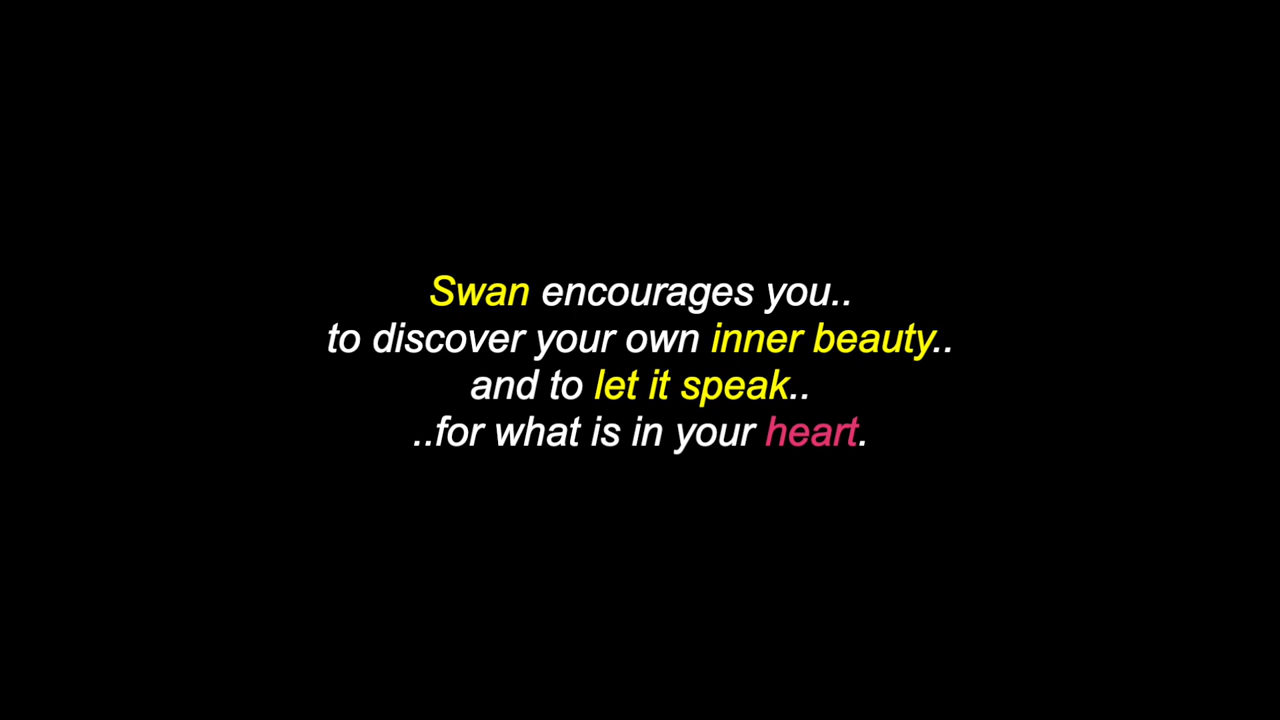 Swan encourages you..
to discover your own inner beauty..
and to let it speak..
..for what is in your heart.